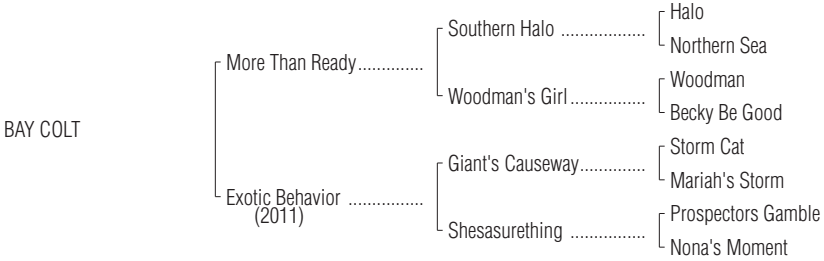 Halo
Southern Halo ..................
Northern Sea
More Than Ready..............
Woodman
Woodman's Girl ................
Becky Be Good
BAY COLT
Storm Cat
Giant's Causeway..............
Mariah's Storm
Exotic Behavior ................
(2011)
Prospectors Gamble
Shesasurething ................
Nona's Moment